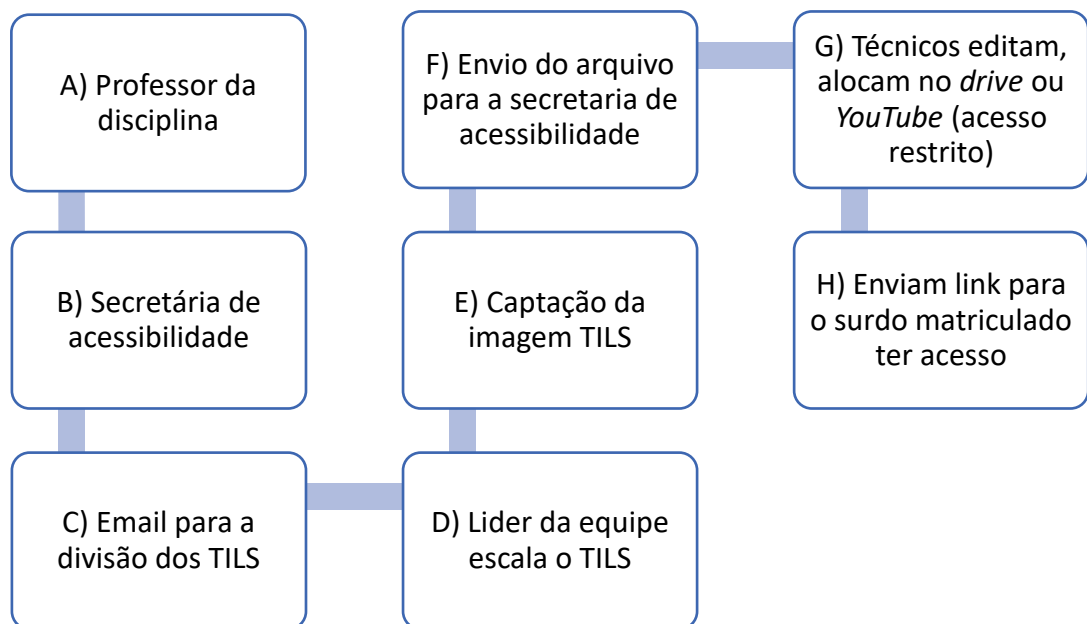 A) Professor da
disciplina
B) Secretária de
acessibilidade
C) Email para a
divisão dos TILS
D) Lider da equipe
escala o TILS
E) Captação da
imagem TILS
F) Envio do arquivo
para a secretaria de
acessibilidade
G) Técnicos editam,
alocam no drive ou
YouTube (acesso
restrito)
H) Enviam link para
o surdo matriculado
ter acesso